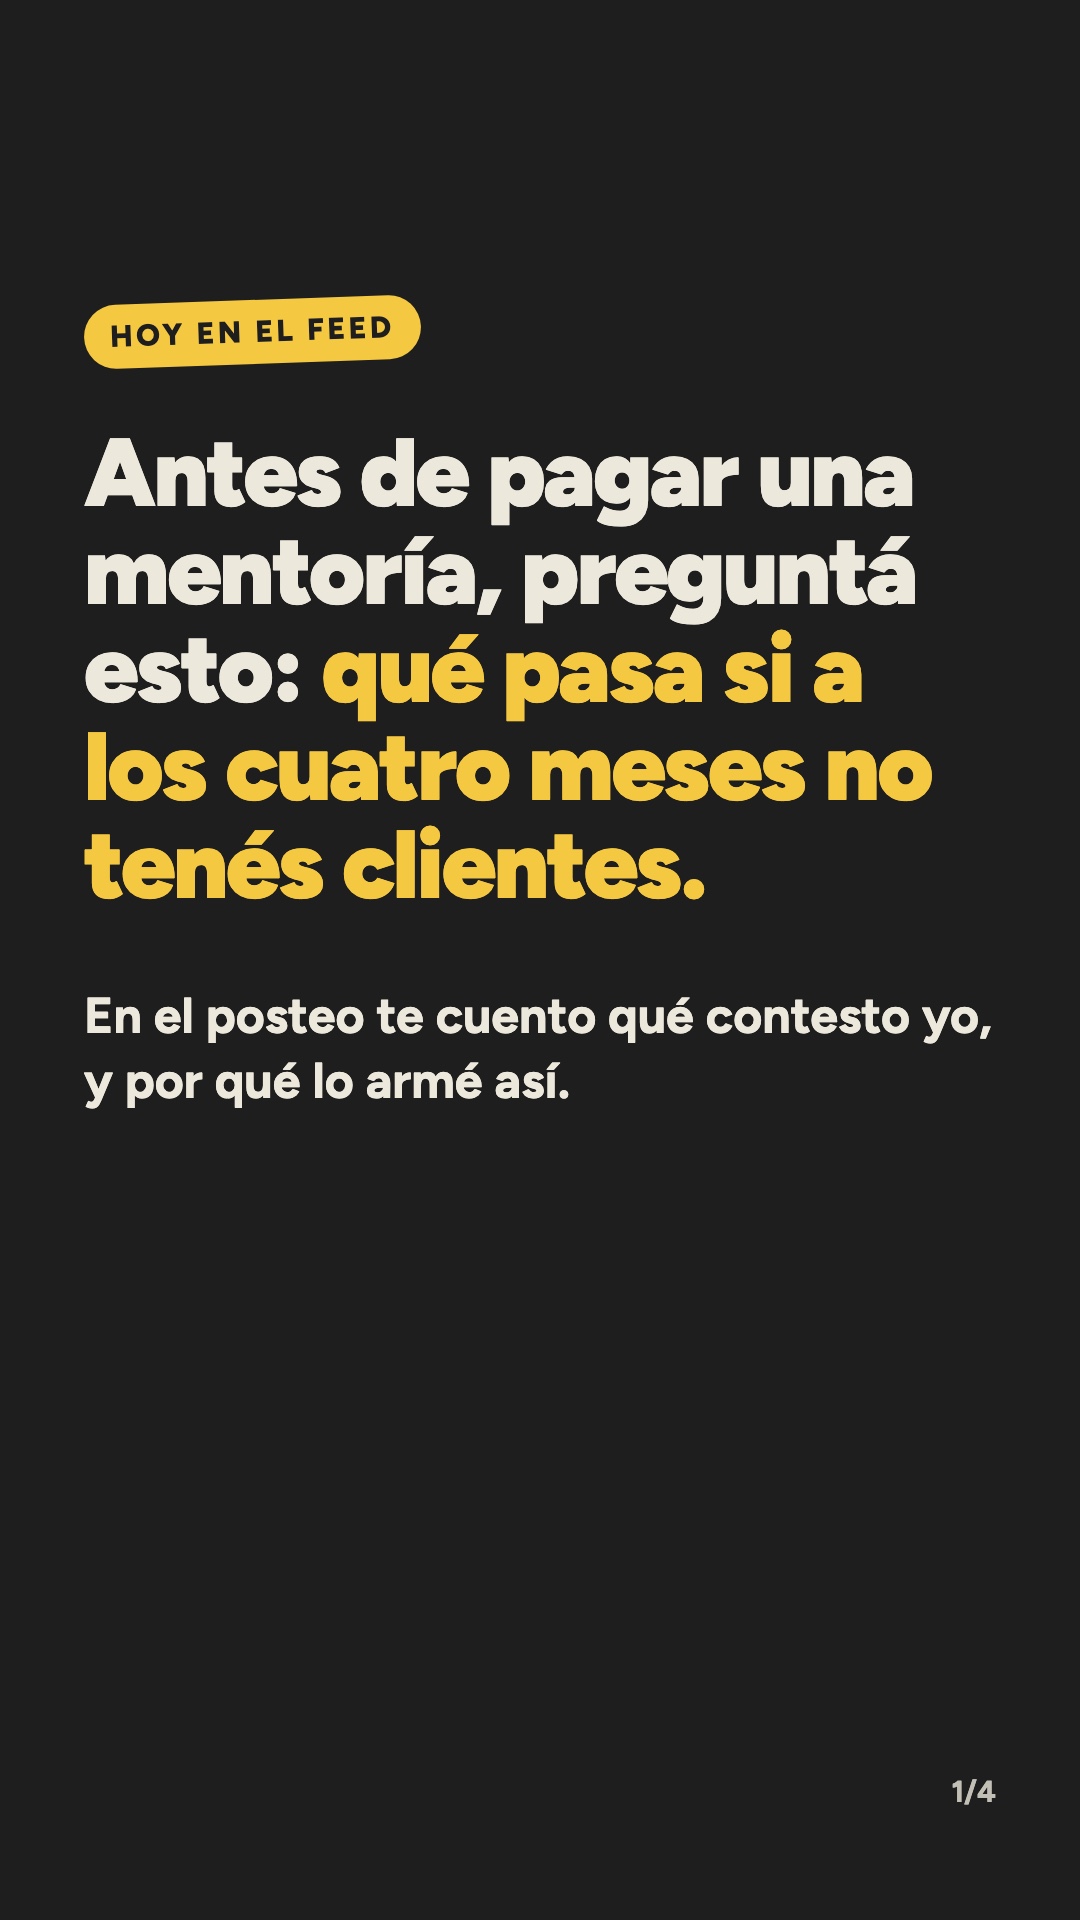 HOY EN EL FEED
Antes de pagar una
mentoría, preguntá
esto: qué pasa si a
los cuatro meses no
tenés clientes.
En el posteo te cuento qué contesto yo,
y por qué lo armé así.
1/4